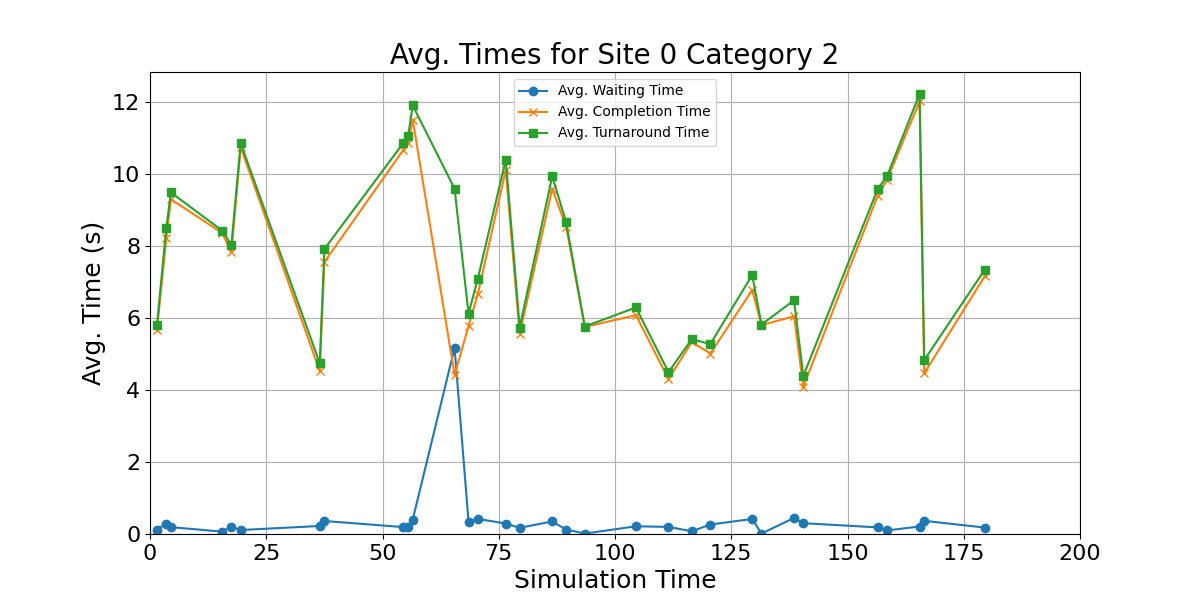 Avg. Times for Site 0 Category 2
Avg. Waiting Time
Avg. Completion Time
Avg. Turnaround Time
Avg. Time (s)
12
10
8
6
4
2
0
0 25 50 75 100 125 150 175 200
Simulation Time